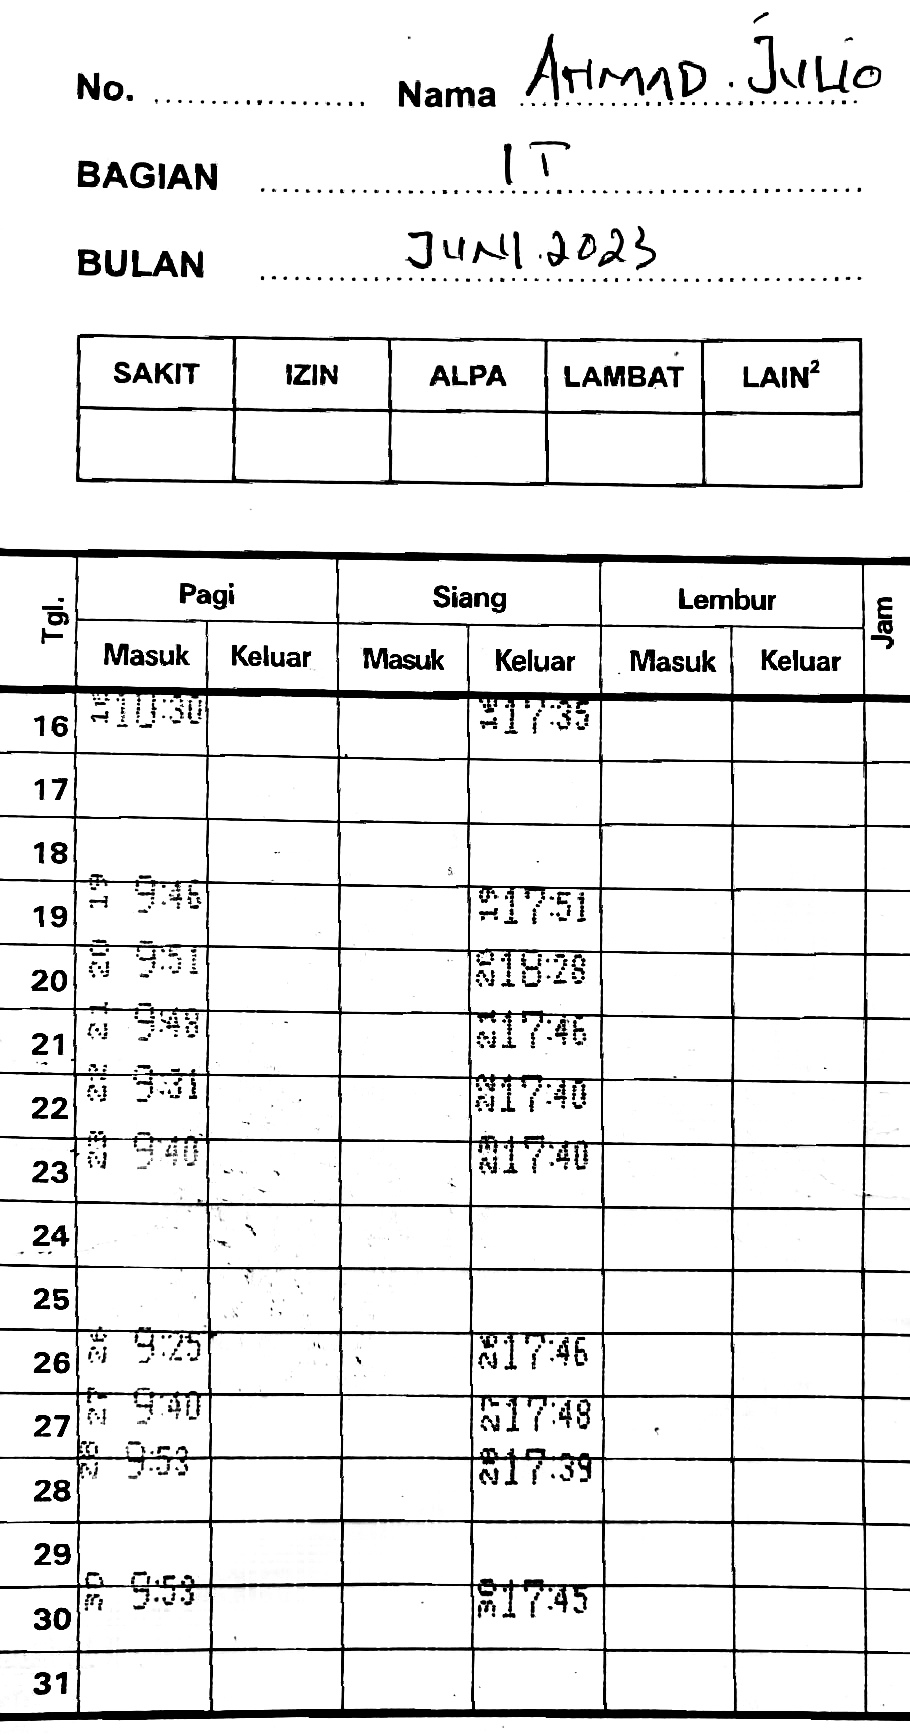 No. .................. Nama AHMAD. JULIO
BAGIAN IT
BULAN JUNI.2023
SAKIT IZIN ALPA LAMBAT LAIN²
Tgl. Pagi Siang Lembur Jam
Masuk Keluar Masuk Keluar Masuk Keluar
16 16 10:30 16 17:35
17
18
19 19 9:46 19 17:51
20 20 9:51 20 18:28
21 21 9:48 21 17:46
22 22 9:31 22 17:40
23 23 9:40 23 17:40
24
25
26 26 9:25 26 17:46
27 27 9:40 27 17:48
28 28 9:53 28 17:39
29
30 30 9:53 30 17:45
31